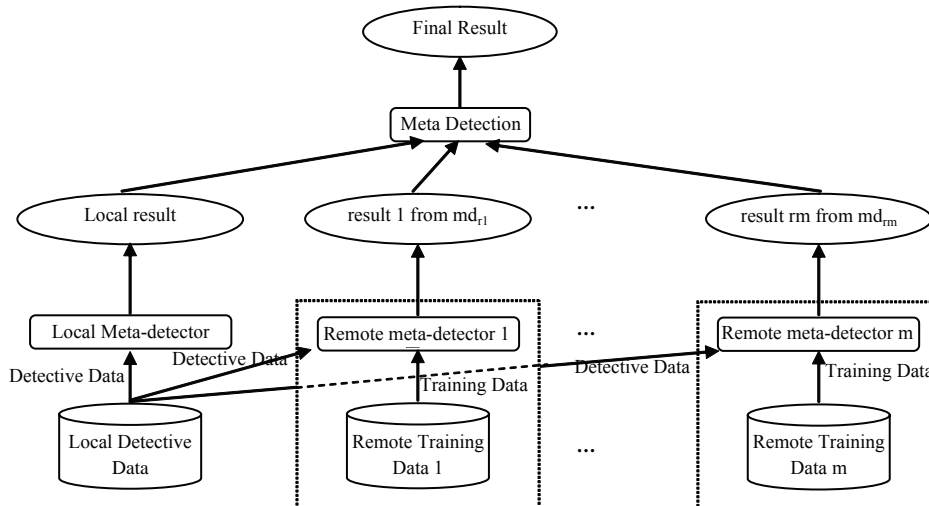 Final Result
Meta Detection
Local result
result 1 from md_r1
...
result rm from md_rm
Local Meta-detector
Remote meta-detector 1
...
Remote meta-detector m
Detective Data
Detective Data
Training Data
Detective Data
Training Data
Local Detective
Data
Remote Training
Data 1
...
Remote Training
Data m